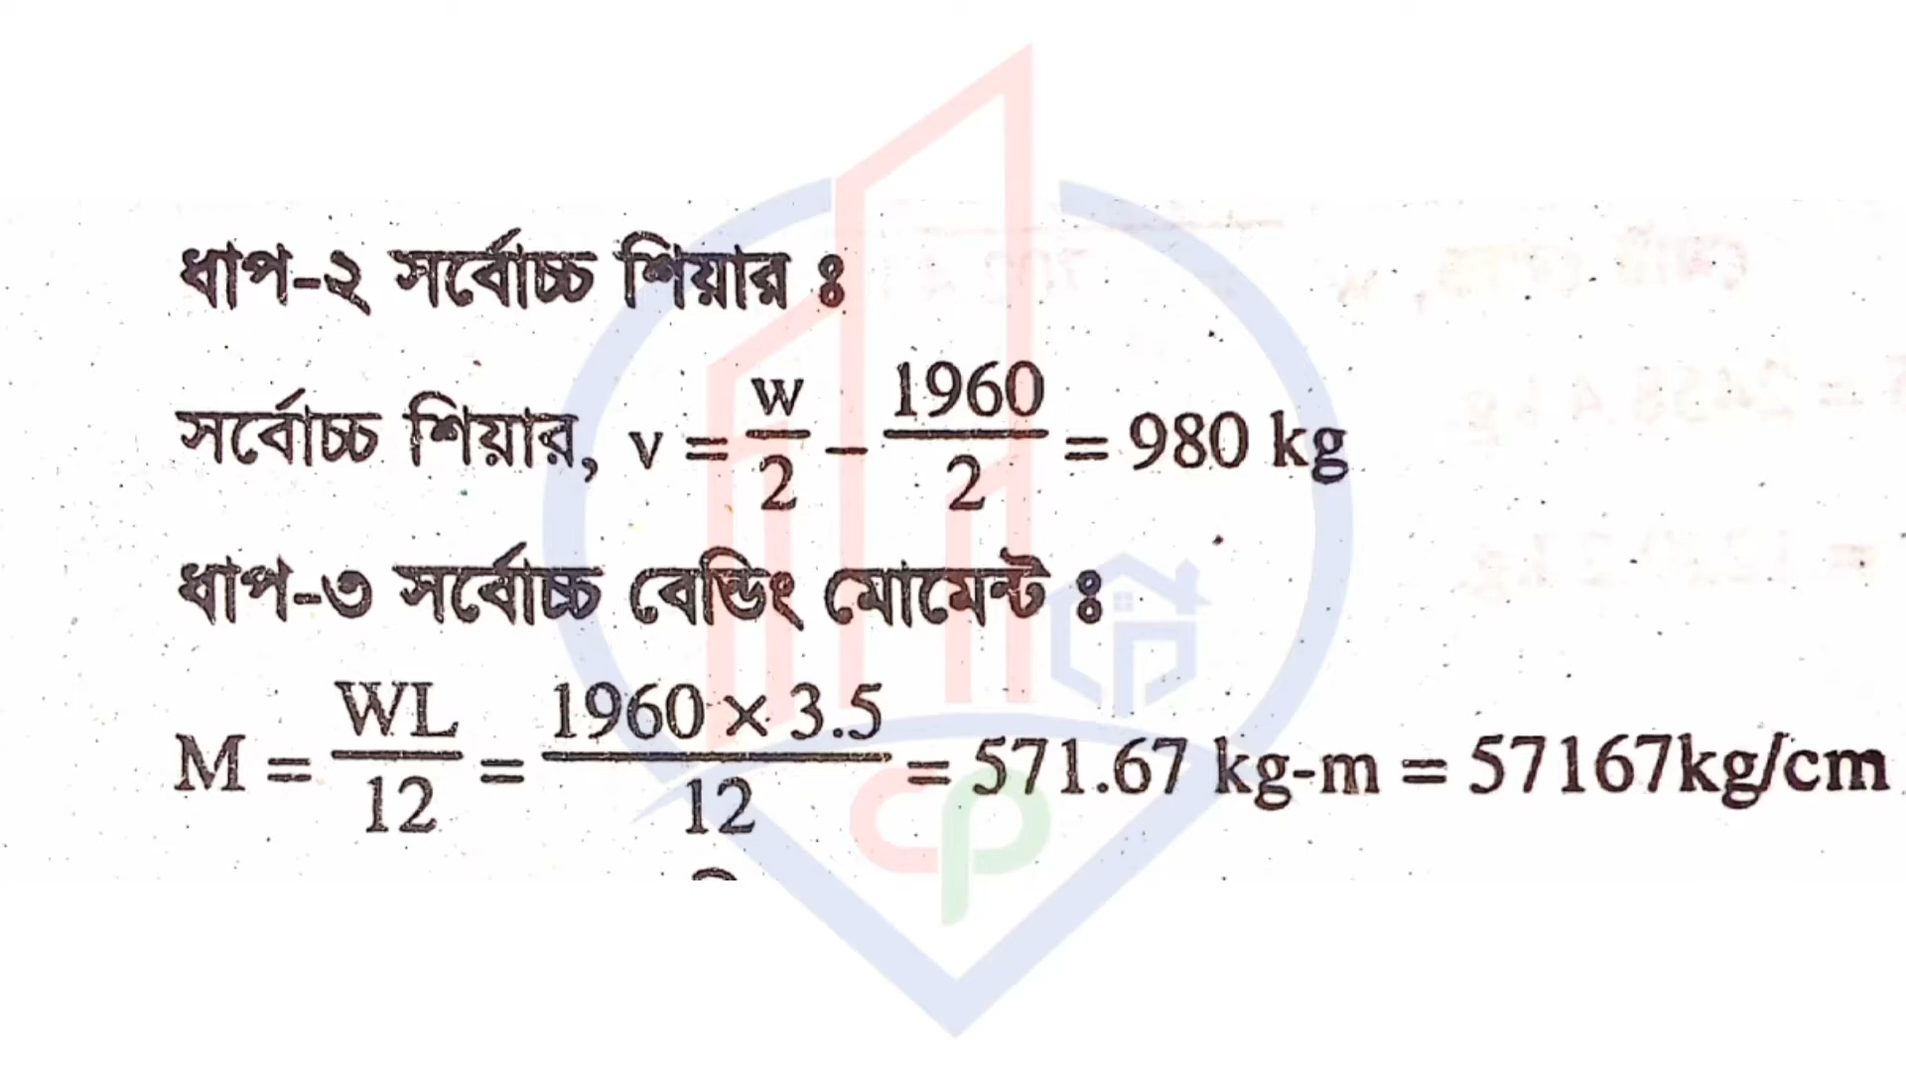 ধাপ-২ সর্বোচ্চ শিয়ার ঃ
সর্বোচ্চ শিয়ার, v = w/2 − 1960/2 = 980 kg
ধাপ-৩ সর্বোচ্চ বেন্ডিং মোমেন্ট ঃ
M = WL/12 = 1960 × 3.5/12 = 571.67 kg-m = 57167kg/cm